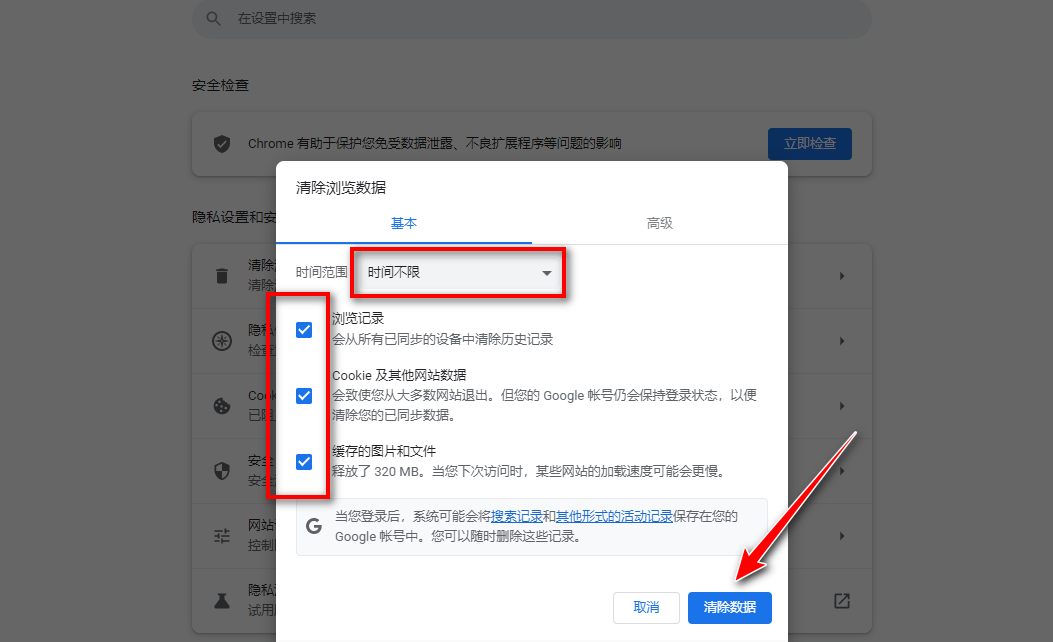 在设置中搜索
安全检查
Chrome 有助于保护您免受数据泄露、不良扩展程序等问题的影响
立即检查
隐私设置和安
清除浏览数据
基本
高级
时间范围
时间不限
浏览记录
会从所有已同步的设备中清除历史记录
Cookie 及其他网站数据
会致使您从大多数网站退出。但您的 Google 帐号仍会保持登录状态，以便
清除您的已同步数据。
缓存的图片和文件
释放了 320 MB。当您下次访问时，某些网站的加载速度可能会更慢。
当您登录后，系统可能会将搜索记录和其他形式的活动记录保存在您的
Google 帐号中。您可以随时删除这些记录。
取消
清除数据
清除
清除
隐私
检查
Cook
已阻
安全
安全
网站
控制
隐私
试用